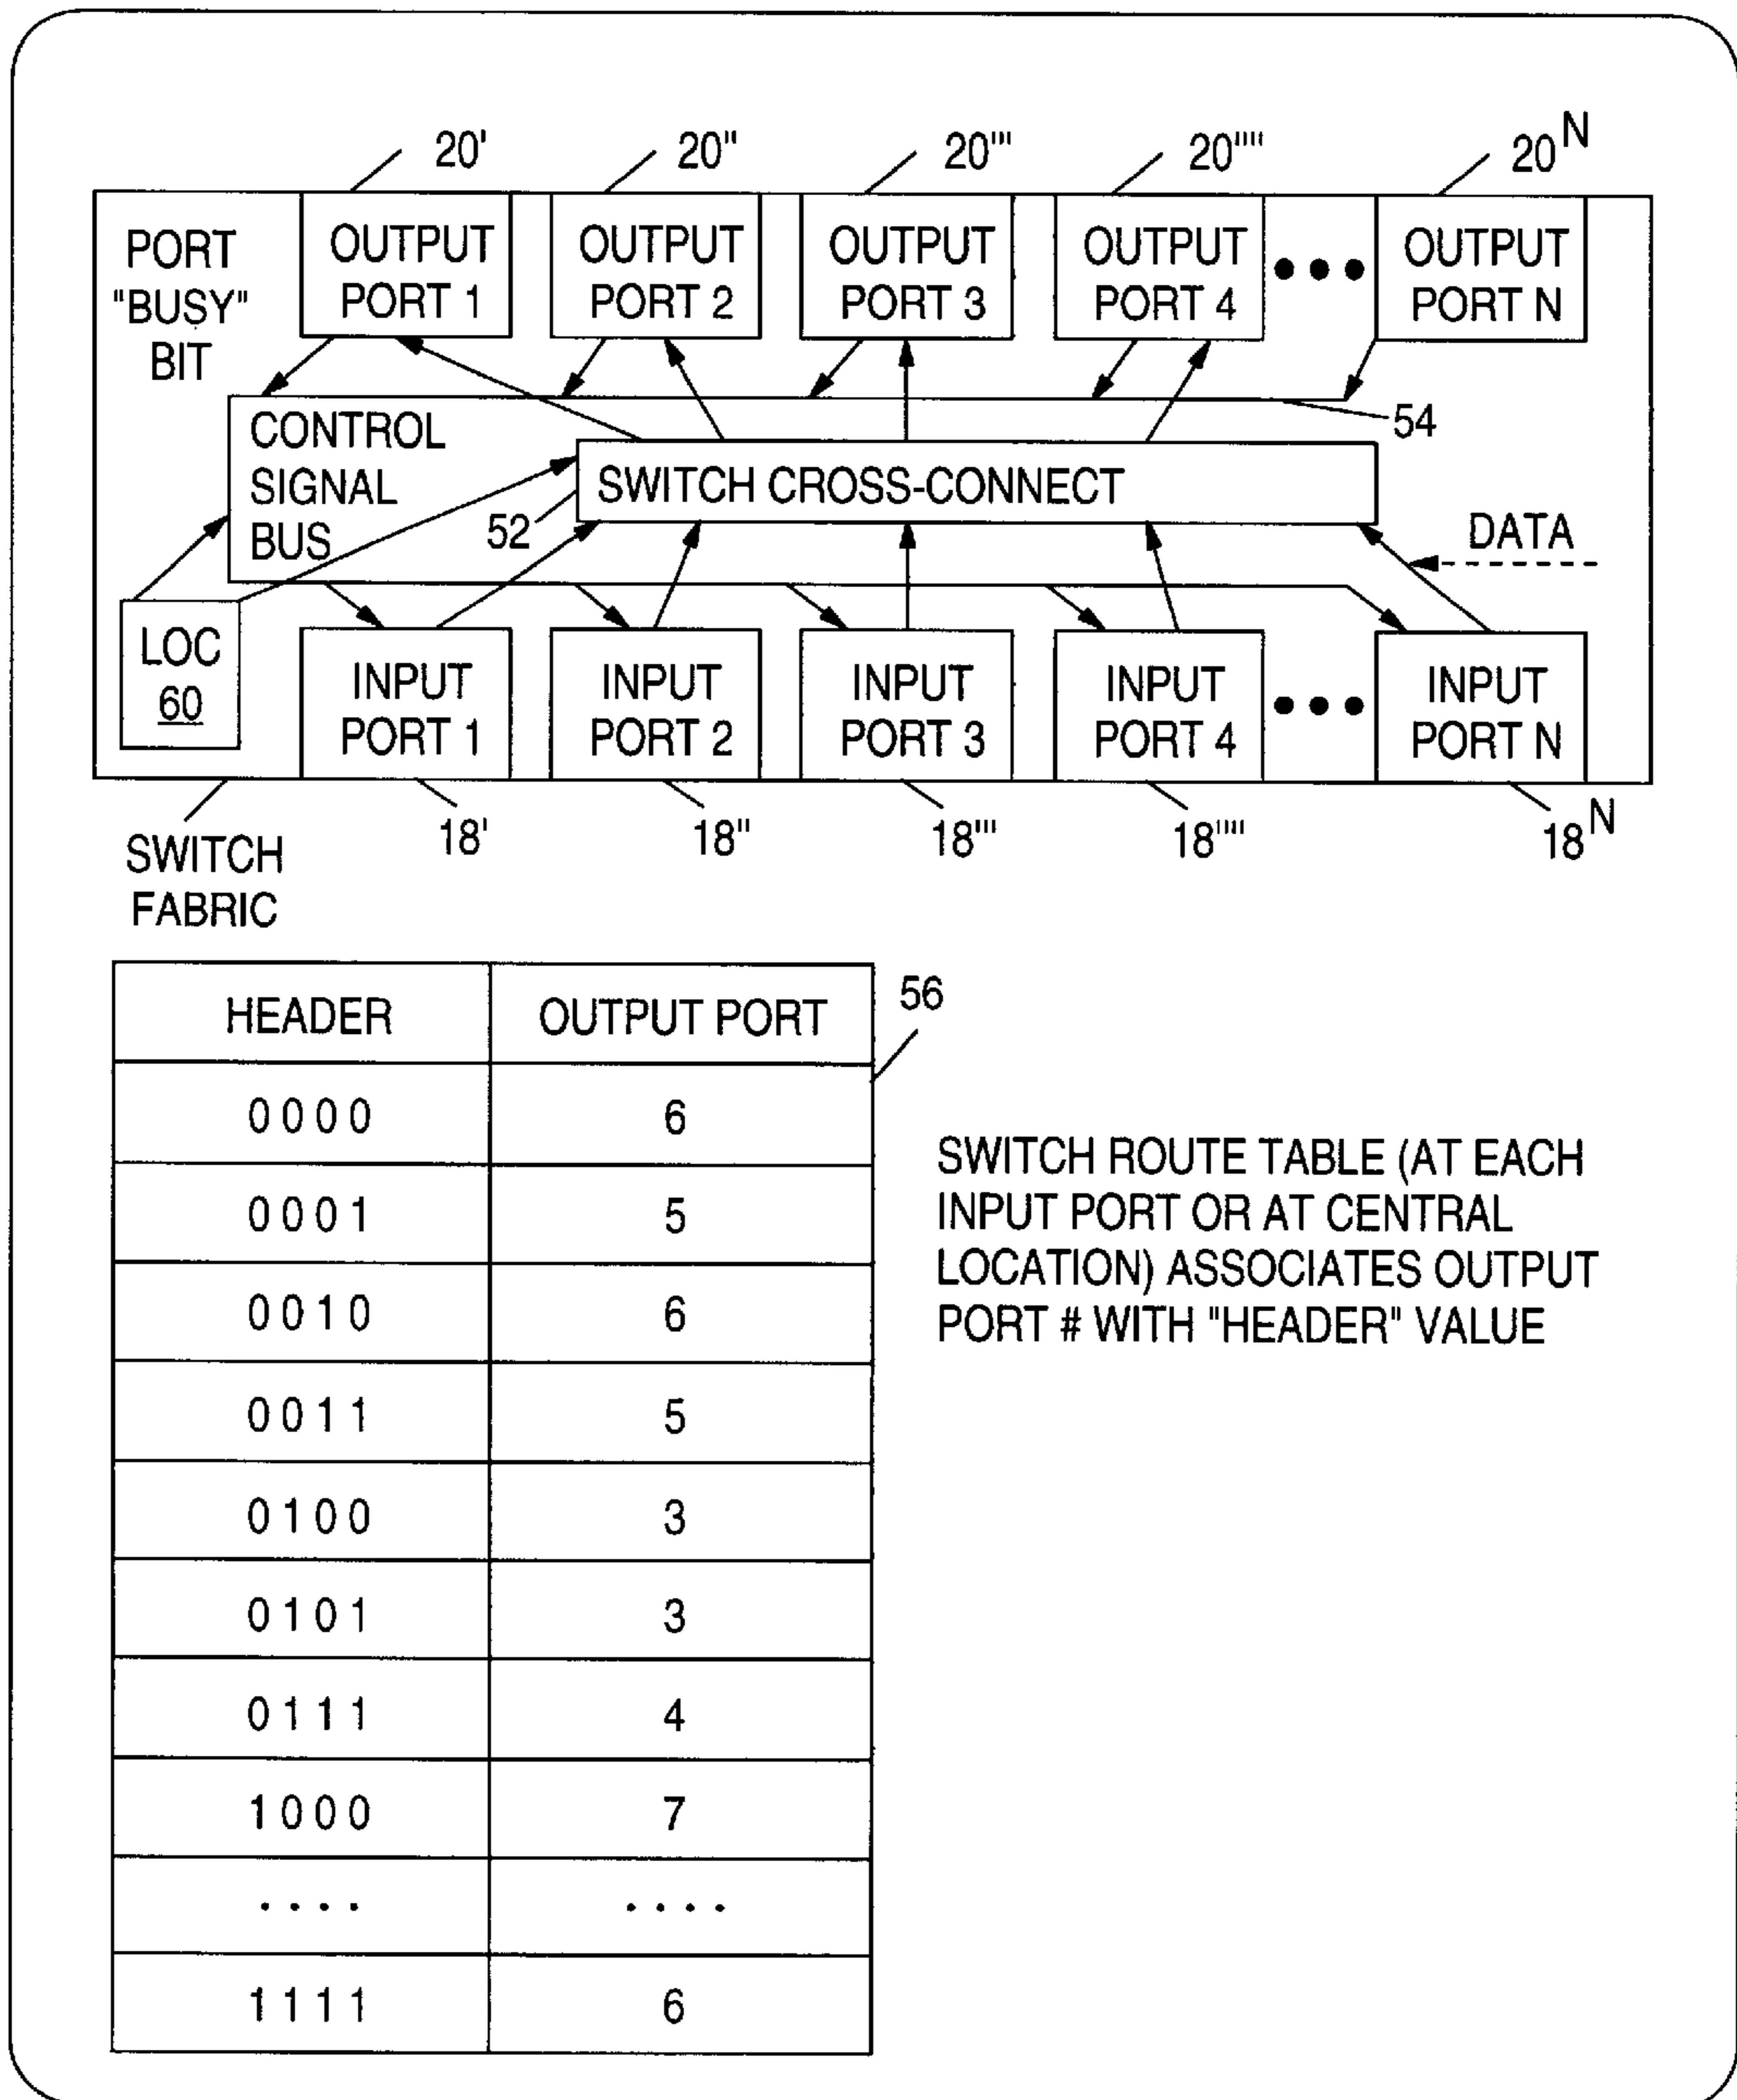 20' 20" 20''' 20'''' 20^N
PORT
"BUSY"
BIT
OUTPUT
PORT 1
OUTPUT
PORT 2
OUTPUT
PORT 3
OUTPUT
PORT 4
•••
OUTPUT
PORT N
54
CONTROL
SIGNAL
BUS
SWITCH CROSS-CONNECT
52
DATA
LOC
60
INPUT
PORT 1
INPUT
PORT 2
INPUT
PORT 3
INPUT
PORT 4
•••
INPUT
PORT N
SWITCH
FABRIC
18' 18" 18''' 18'''' 18^N
56
HEADER OUTPUT PORT
0 0 0 0 6
0 0 0 1 5
0 0 1 0 6
0 0 1 1 5
0 1 0 0 3
0 1 0 1 3
0 1 1 1 4
1 0 0 0 7
. . . . . . . .
1 1 1 1 6
SWITCH ROUTE TABLE (AT EACH
INPUT PORT OR AT CENTRAL
LOCATION) ASSOCIATES OUTPUT
PORT # WITH "HEADER" VALUE